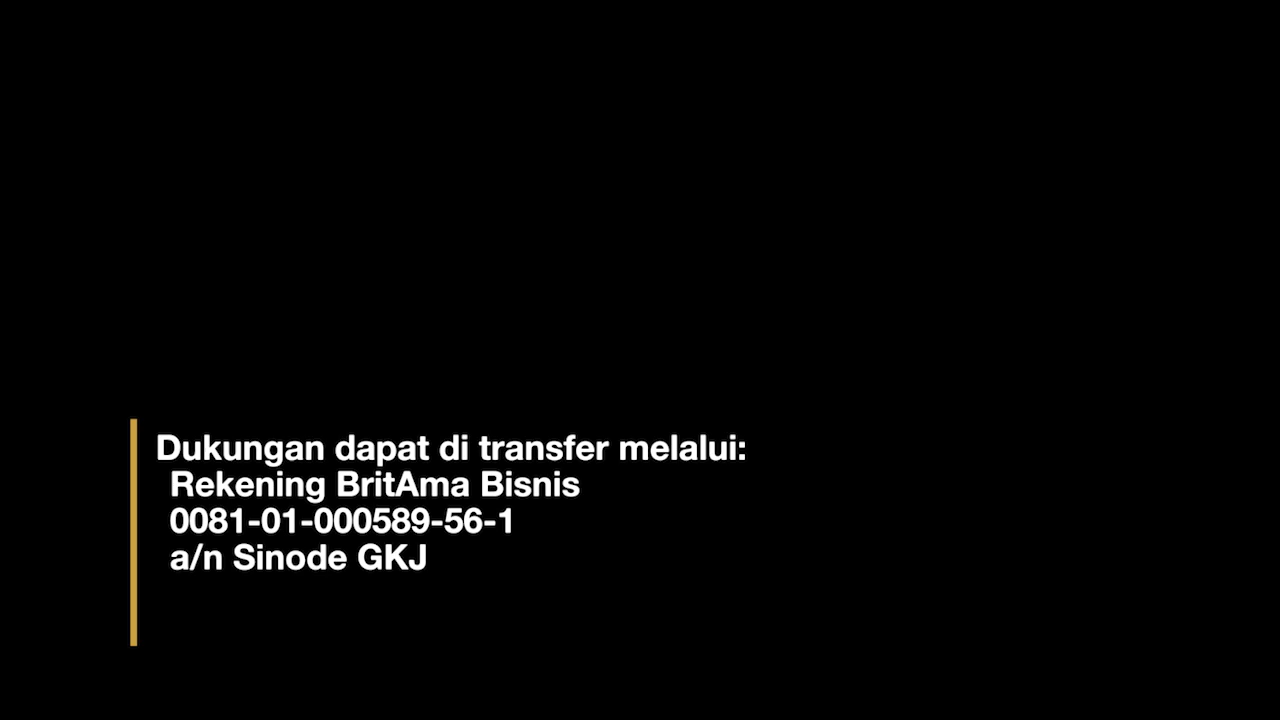 Dukungan dapat di transfer melalui:
Rekening BritAma Bisnis
0081-01-000589-56-1
a/n Sinode GKJ